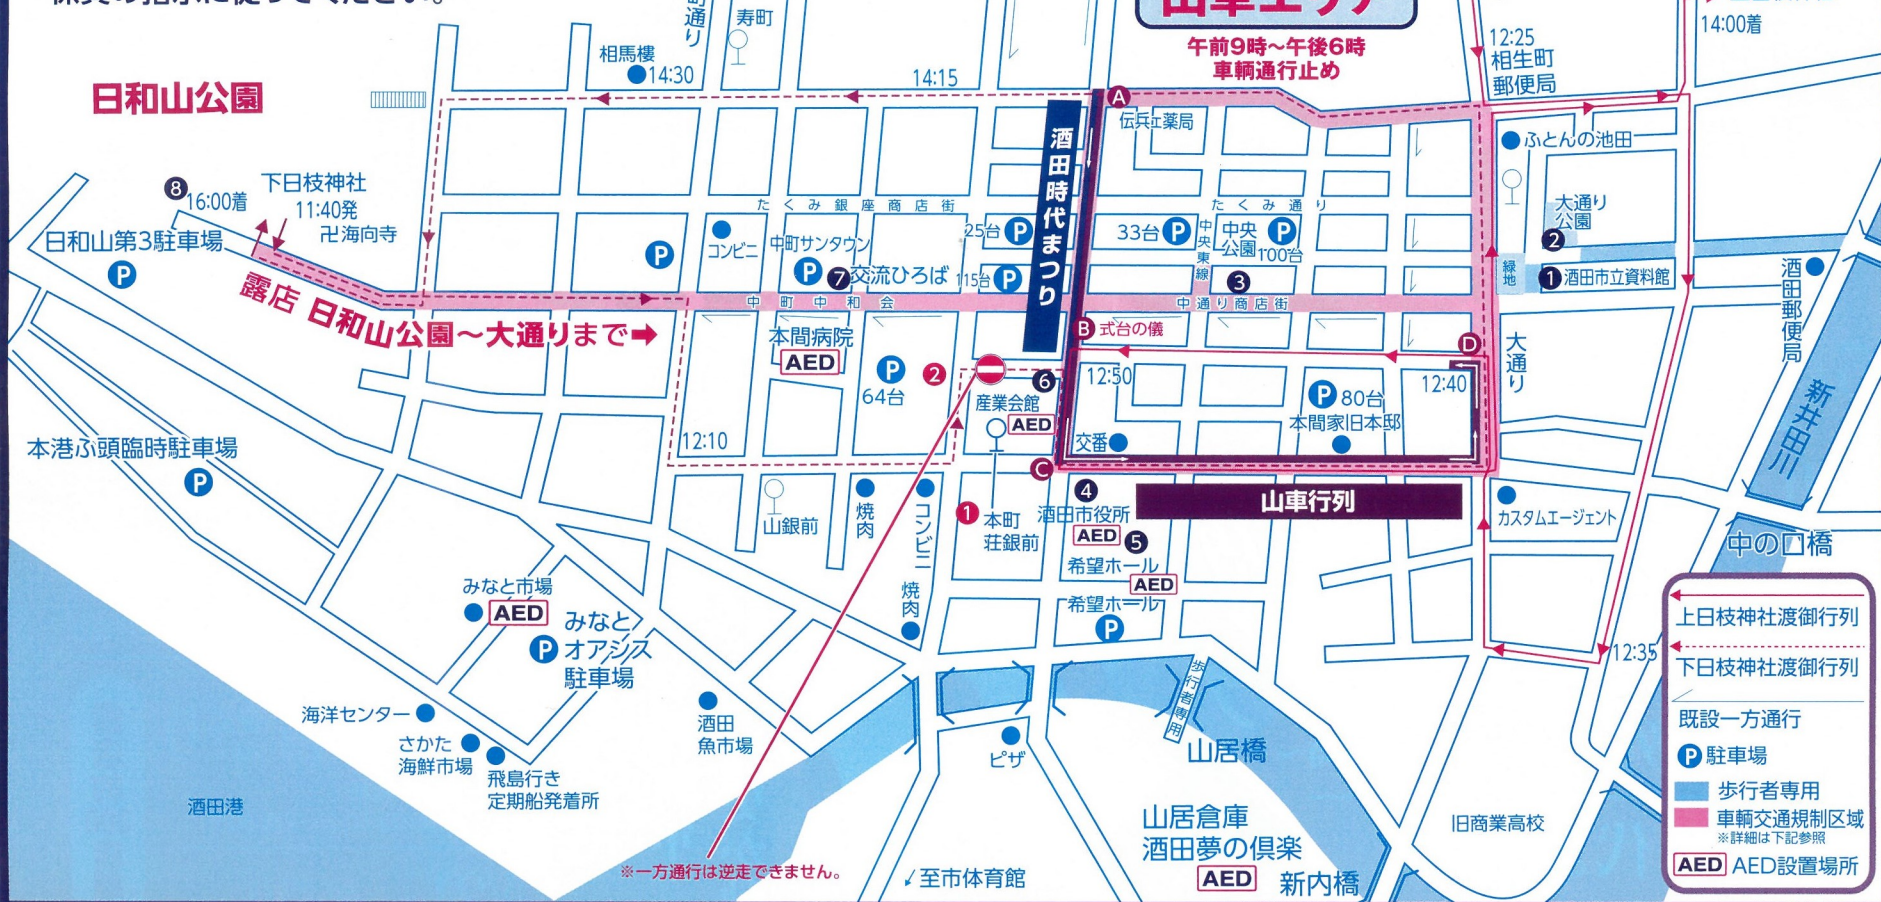 町通り
寿町
相馬樓
14:30
14:15
山車エリア
午前9時～午後6時
車輌通行止め
12:25
相生町
郵便局
14:00着
日和山公園
A
伝兵ヱ薬局
酒田時代まつり
ふとんの池田
8
16:00着
下日枝神社
11:40発
卍海向寺
日和山第3駐車場
P
たくみ銀座商店街
たくみ通り
コンビニ
P
中町サンタウン
P
7
交流ひろば
25台 P
115台 P
33台 P
中央東線
中央
公園
P
100台
3
大通り
公園
2
緑地
1
酒田市立資料館
酒田郵便局
露店 日和山公園～大通りまで
中町中和会
中通り商店街
本間病院
AED
P
64台
2
B 式台の儀
D
大通り
6
12:50
12:40
産業会館
AED
P 80台
本間家旧本邸
交番
新井田川
12:10
C
本港ふ頭臨時駐車場
P
山銀前
焼肉
コンビニ
1
本町
荘銀前
4
酒田市役所
AED
5
希望ホール
AED
希望ホール
P
山車行列
カスタムエージェント
中の口橋
焼肉
みなと市場
AED
みなと
オアシス
駐車場
P
12:35
歩行者専用
海洋センター
さかた
海鮮市場
飛島行き
定期船発着所
酒田
魚市場
ピザ
山居橋
酒田港
山居倉庫
酒田夢の倶楽
AED
新内橋
旧商業高校
※一方通行は逆走できません。
至市体育館
上日枝神社渡御行列
下日枝神社渡御行列
既設一方通行
P 駐車場
歩行者専用
車輌交通規制区域
※詳細は下記参照
AED AED設置場所